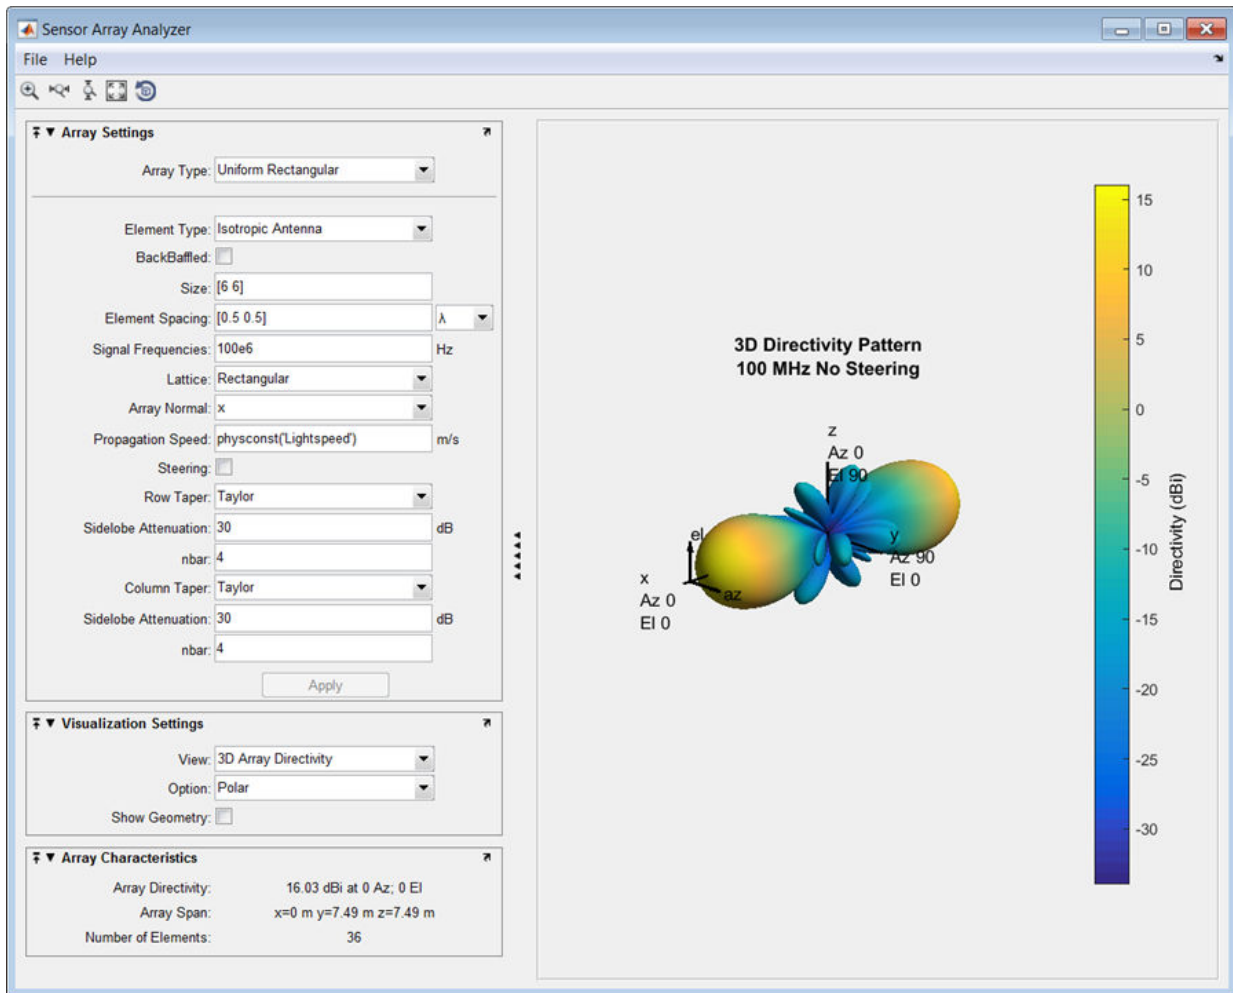 Sensor Array Analyzer
File Help
Array Settings
Array Type: Uniform Rectangular
Element Type: Isotropic Antenna
BackBaffled:
Size: [6 6]
Element Spacing: [0.5 0.5] λ
Signal Frequencies: 100e6 Hz
Lattice: Rectangular
Array Normal: x
Propagation Speed: physconst('Lightspeed') m/s
Steering:
Row Taper: Taylor
Sidelobe Attenuation: 30 dB
nbar: 4
Column Taper: Taylor
Sidelobe Attenuation: 30 dB
nbar: 4
Apply
Visualization Settings
View: 3D Array Directivity
Option: Polar
Show Geometry:
Array Characteristics
Array Directivity: 16.03 dBi at 0 Az; 0 El
Array Span: x=0 m y=7.49 m z=7.49 m
Number of Elements: 36
3D Directivity Pattern
100 MHz No Steering
z
Az 0
El 90
el
az
x
Az 0
El 0
y
Az 90
El 0
15
10
5
0
-5
-10
-15
-20
-25
-30
Directivity (dBi)